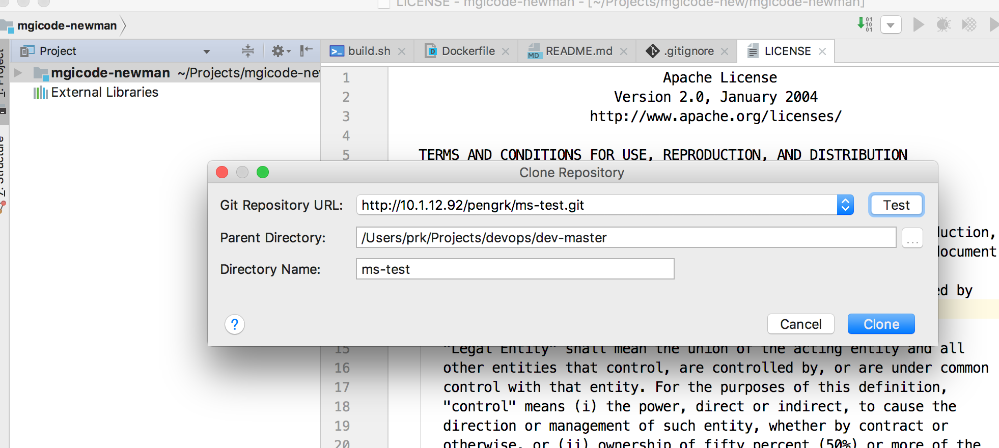 LICENSE - mgicode-newman - [~/Projects/mgicode-new/mgicode-newman]
mgicode-newman
Project
build.sh
Dockerfile
README.md
.gitignore
LICENSE
1: Project
mgicode-newman ~/Projects/mgicode-ne
External Libraries
Structure
1 Apache License
2 Version 2.0, January 2004
3 http://www.apache.org/licenses/
4
5 TERMS AND CONDITIONS FOR USE, REPRODUCTION, AND DISTRIBUTION
Clone Repository
Git Repository URL: http://10.1.12.92/pengrk/ms-test.git Test
Parent Directory: /Users/prk/Projects/devops/dev-master ...
Directory Name: ms-test
? Cancel Clone
uction,
ocument
ed by
15 "Legal Entity" shall mean the union of the acting entity and all
16 other entities that control, are controlled by, or are under common
17 control with that entity. For the purposes of this definition,
18 "control" means (i) the power, direct or indirect, to cause the
19 direction or management of such entity, whether by contract or
20 otherwise, or (ii) ownership of fifty percent (50%) or more of the